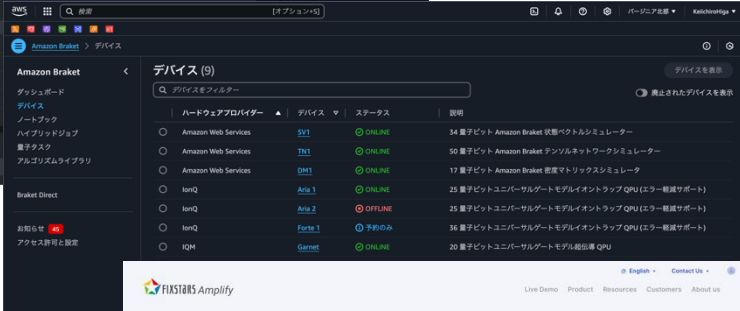 aws
検索
[オプション+S]
バージニア北部 ▼
KeiichiroHiga ▼
Amazon Braket > デバイス
Amazon Braket
ダッシュボード
デバイス
ノートブック
ハイブリッドジョブ
量子タスク
アルゴリズムライブラリ
Braket Direct
お知らせ 45
アクセス許可と設定
デバイス (9)
デバイスを表示
デバイスをフィルター
廃止されたデバイスを表示
ハードウェアプロバイダー デバイス ステータス 説明
Amazon Web Services SV1 ONLINE 34 量子ビット Amazon Braket 状態ベクトルシミュレーター
Amazon Web Services TN1 ONLINE 50 量子ビット Amazon Braket テンソルネットワークシミュレーター
Amazon Web Services DM1 ONLINE 17 量子ビット Amazon Braket 密度マトリックスシミュレータ
IonQ Aria 1 ONLINE 25 量子ビットユニバーサルゲートモデルイオントラップ QPU (エラー軽減サポート)
IonQ Aria 2 OFFLINE 25 量子ビットユニバーサルゲートモデルイオントラップ QPU (エラー軽減サポート)
IonQ Forte 1 予約のみ 36 量子ビットユニバーサルゲートモデルイオントラップ QPU (エラー軽減サポート)
IQM Garnet ONLINE 20 量子ビットユニバーサルゲートモデル超伝導 QPU
English
Contact Us
FIXSTARS Amplify
Live Demo Product Resources Customers About us